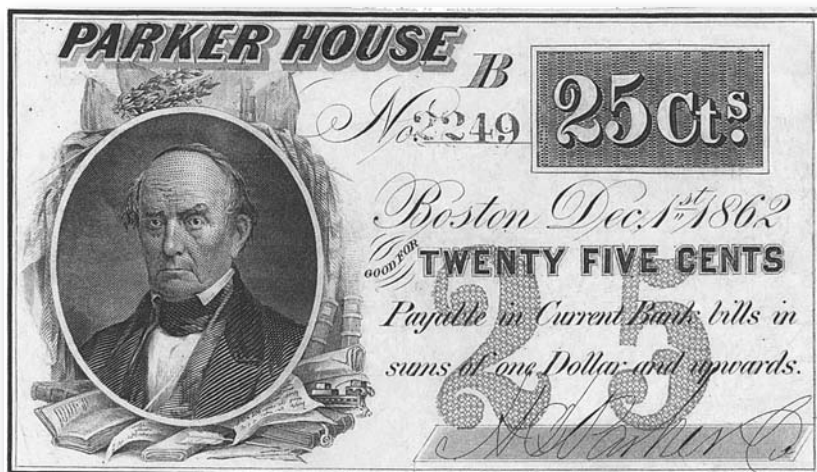 PARKER HOUSE
B
No. 2249
25 Cts.
Boston Dec, 1st 1862
GOOD FOR TWENTY FIVE CENTS
25
Payable in Current Bank bills in
sums of one Dollar and upwards.
H Parker